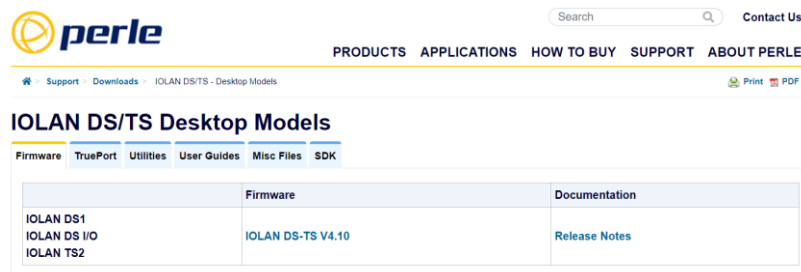 perle
Search
Contact Us
PRODUCTS APPLICATIONS HOW TO BUY SUPPORT ABOUT PERLE
> Support > Downloads > IOLAN DS/TS - Desktop Models
Print PDF
IOLAN DS/TS Desktop Models
Firmware TruePort Utilities User Guides Misc Files SDK
Firmware Documentation
IOLAN DS1
IOLAN DS I/O IOLAN DS-TS V4.10 Release Notes
IOLAN TS2